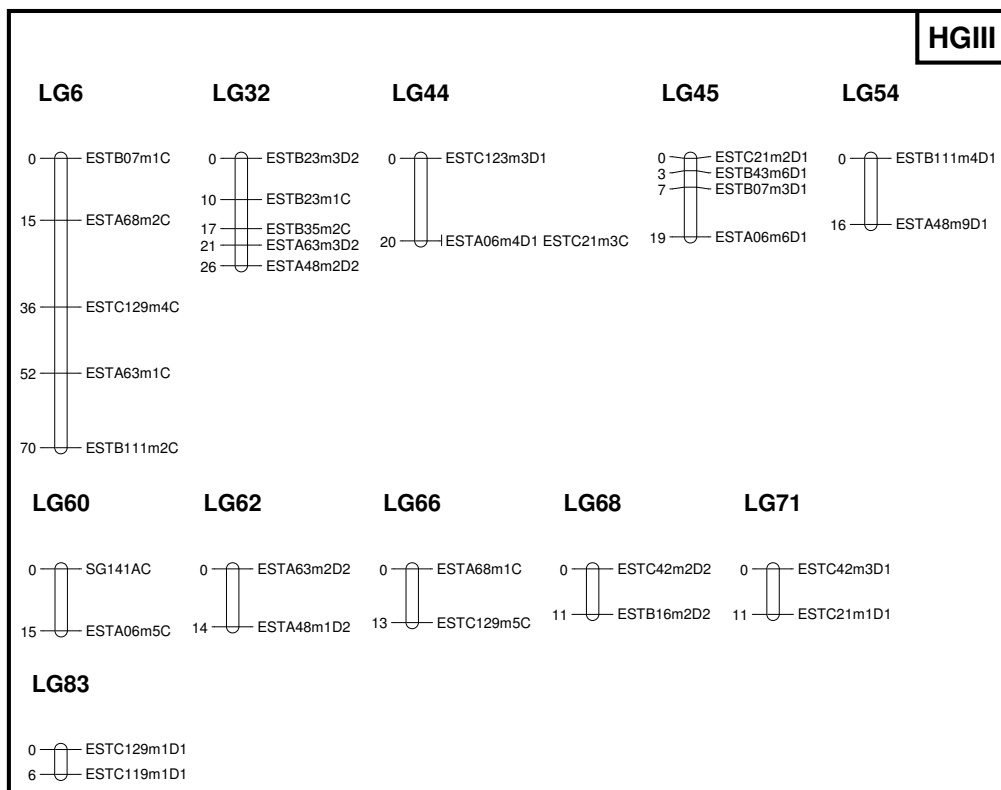 HGIII
LG6 LG32 LG44 LG45 LG54
0 ESTB07m1C
15 ESTA68m2C
36 ESTC129m4C
52 ESTA63m1C
70 ESTB111m2C
0 ESTB23m3D2
10 ESTB23m1C
17 ESTB35m2C
21 ESTA63m3D2
26 ESTA48m2D2
0 ESTC123m3D1
20 ESTA06m4D1 ESTC21m3C
0 ESTC21m2D1
3 ESTB43m6D1
7 ESTB07m3D1
19 ESTA06m6D1
0 ESTB111m4D1
16 ESTA48m9D1
LG60 LG62 LG66 LG68 LG71
0 SG141AC
15 ESTA06m5C
0 ESTA63m2D2
14 ESTA48m1D2
0 ESTA68m1C
13 ESTC129m5C
0 ESTC42m2D2
11 ESTB16m2D2
0 ESTC42m3D1
11 ESTC21m1D1
LG83
0 ESTC129m1D1
6 ESTC119m1D1